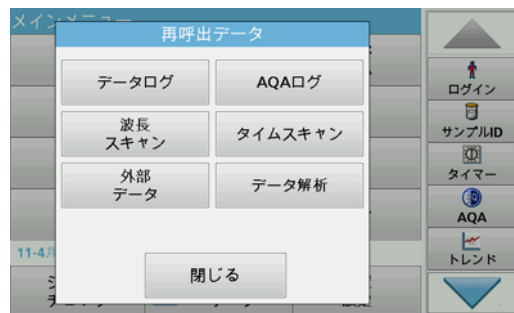 メインメニュー
再呼出データ
データログ
AQAログ
波長
スキャン
タイムスキャン
外部
データ
データ解析
閉じる
11-4月
ログイン
サンプルID
タイマー
AQA
トレンド